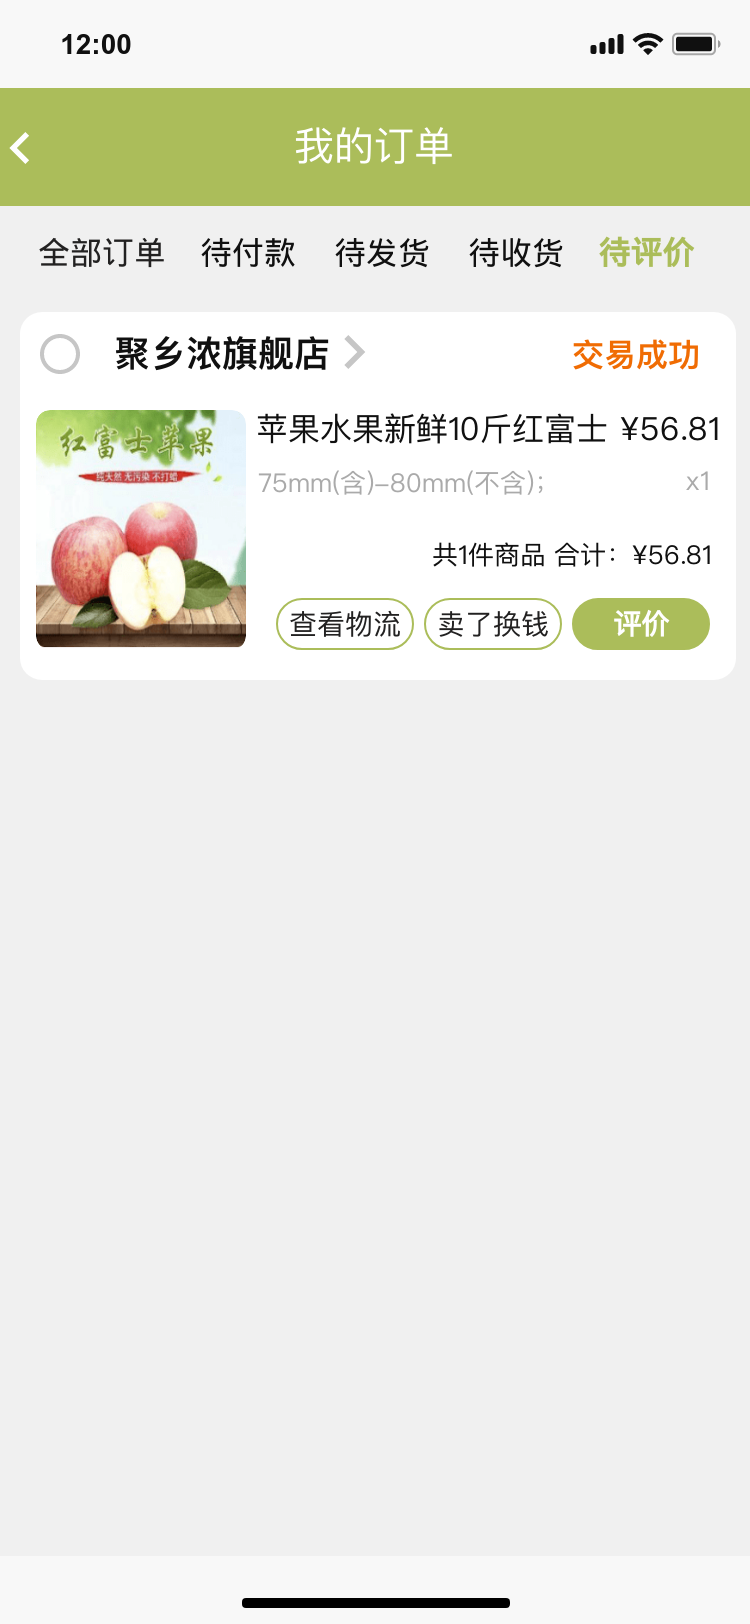 12:00
我的订单
全部订单 待付款 待发货 待收货 待评价
聚乡浓旗舰店 交易成功
红富士苹果
纯天然 无污染 不打蜡
苹果水果新鲜10斤红富士 ¥56.81
75mm(含)-80mm(不含); x1
共1件商品 合计: ¥56.81
查看物流 卖了换钱 评价